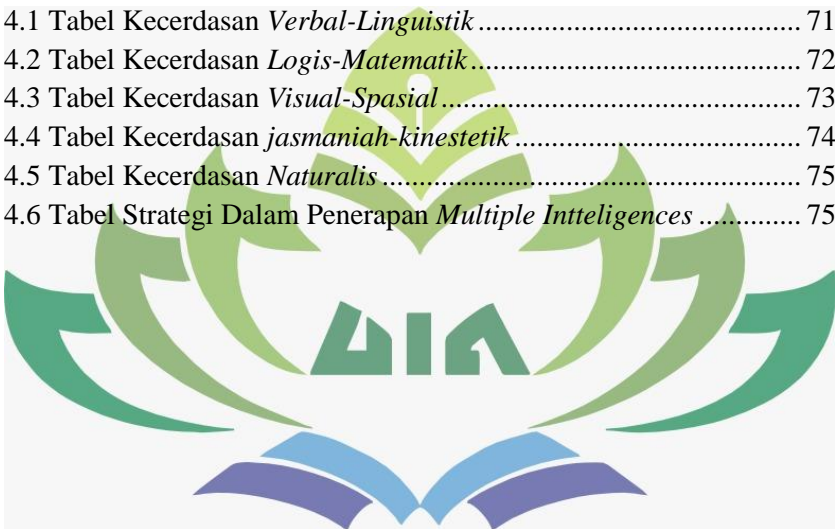 4.1 Tabel Kecerdasan Verbal-Linguistik ........................................... 71
4.2 Tabel Kecerdasan Logis-Matematik ............................................ 72
4.3 Tabel Kecerdasan Visual-Spasial ................................................ 73
4.4 Tabel Kecerdasan jasmaniah-kinestetik ...................................... 74
4.5 Tabel Kecerdasan Naturalis ........................................................ 75
4.6 Tabel Strategi Dalam Penerapan Multiple Intteligences .............. 75
UIN